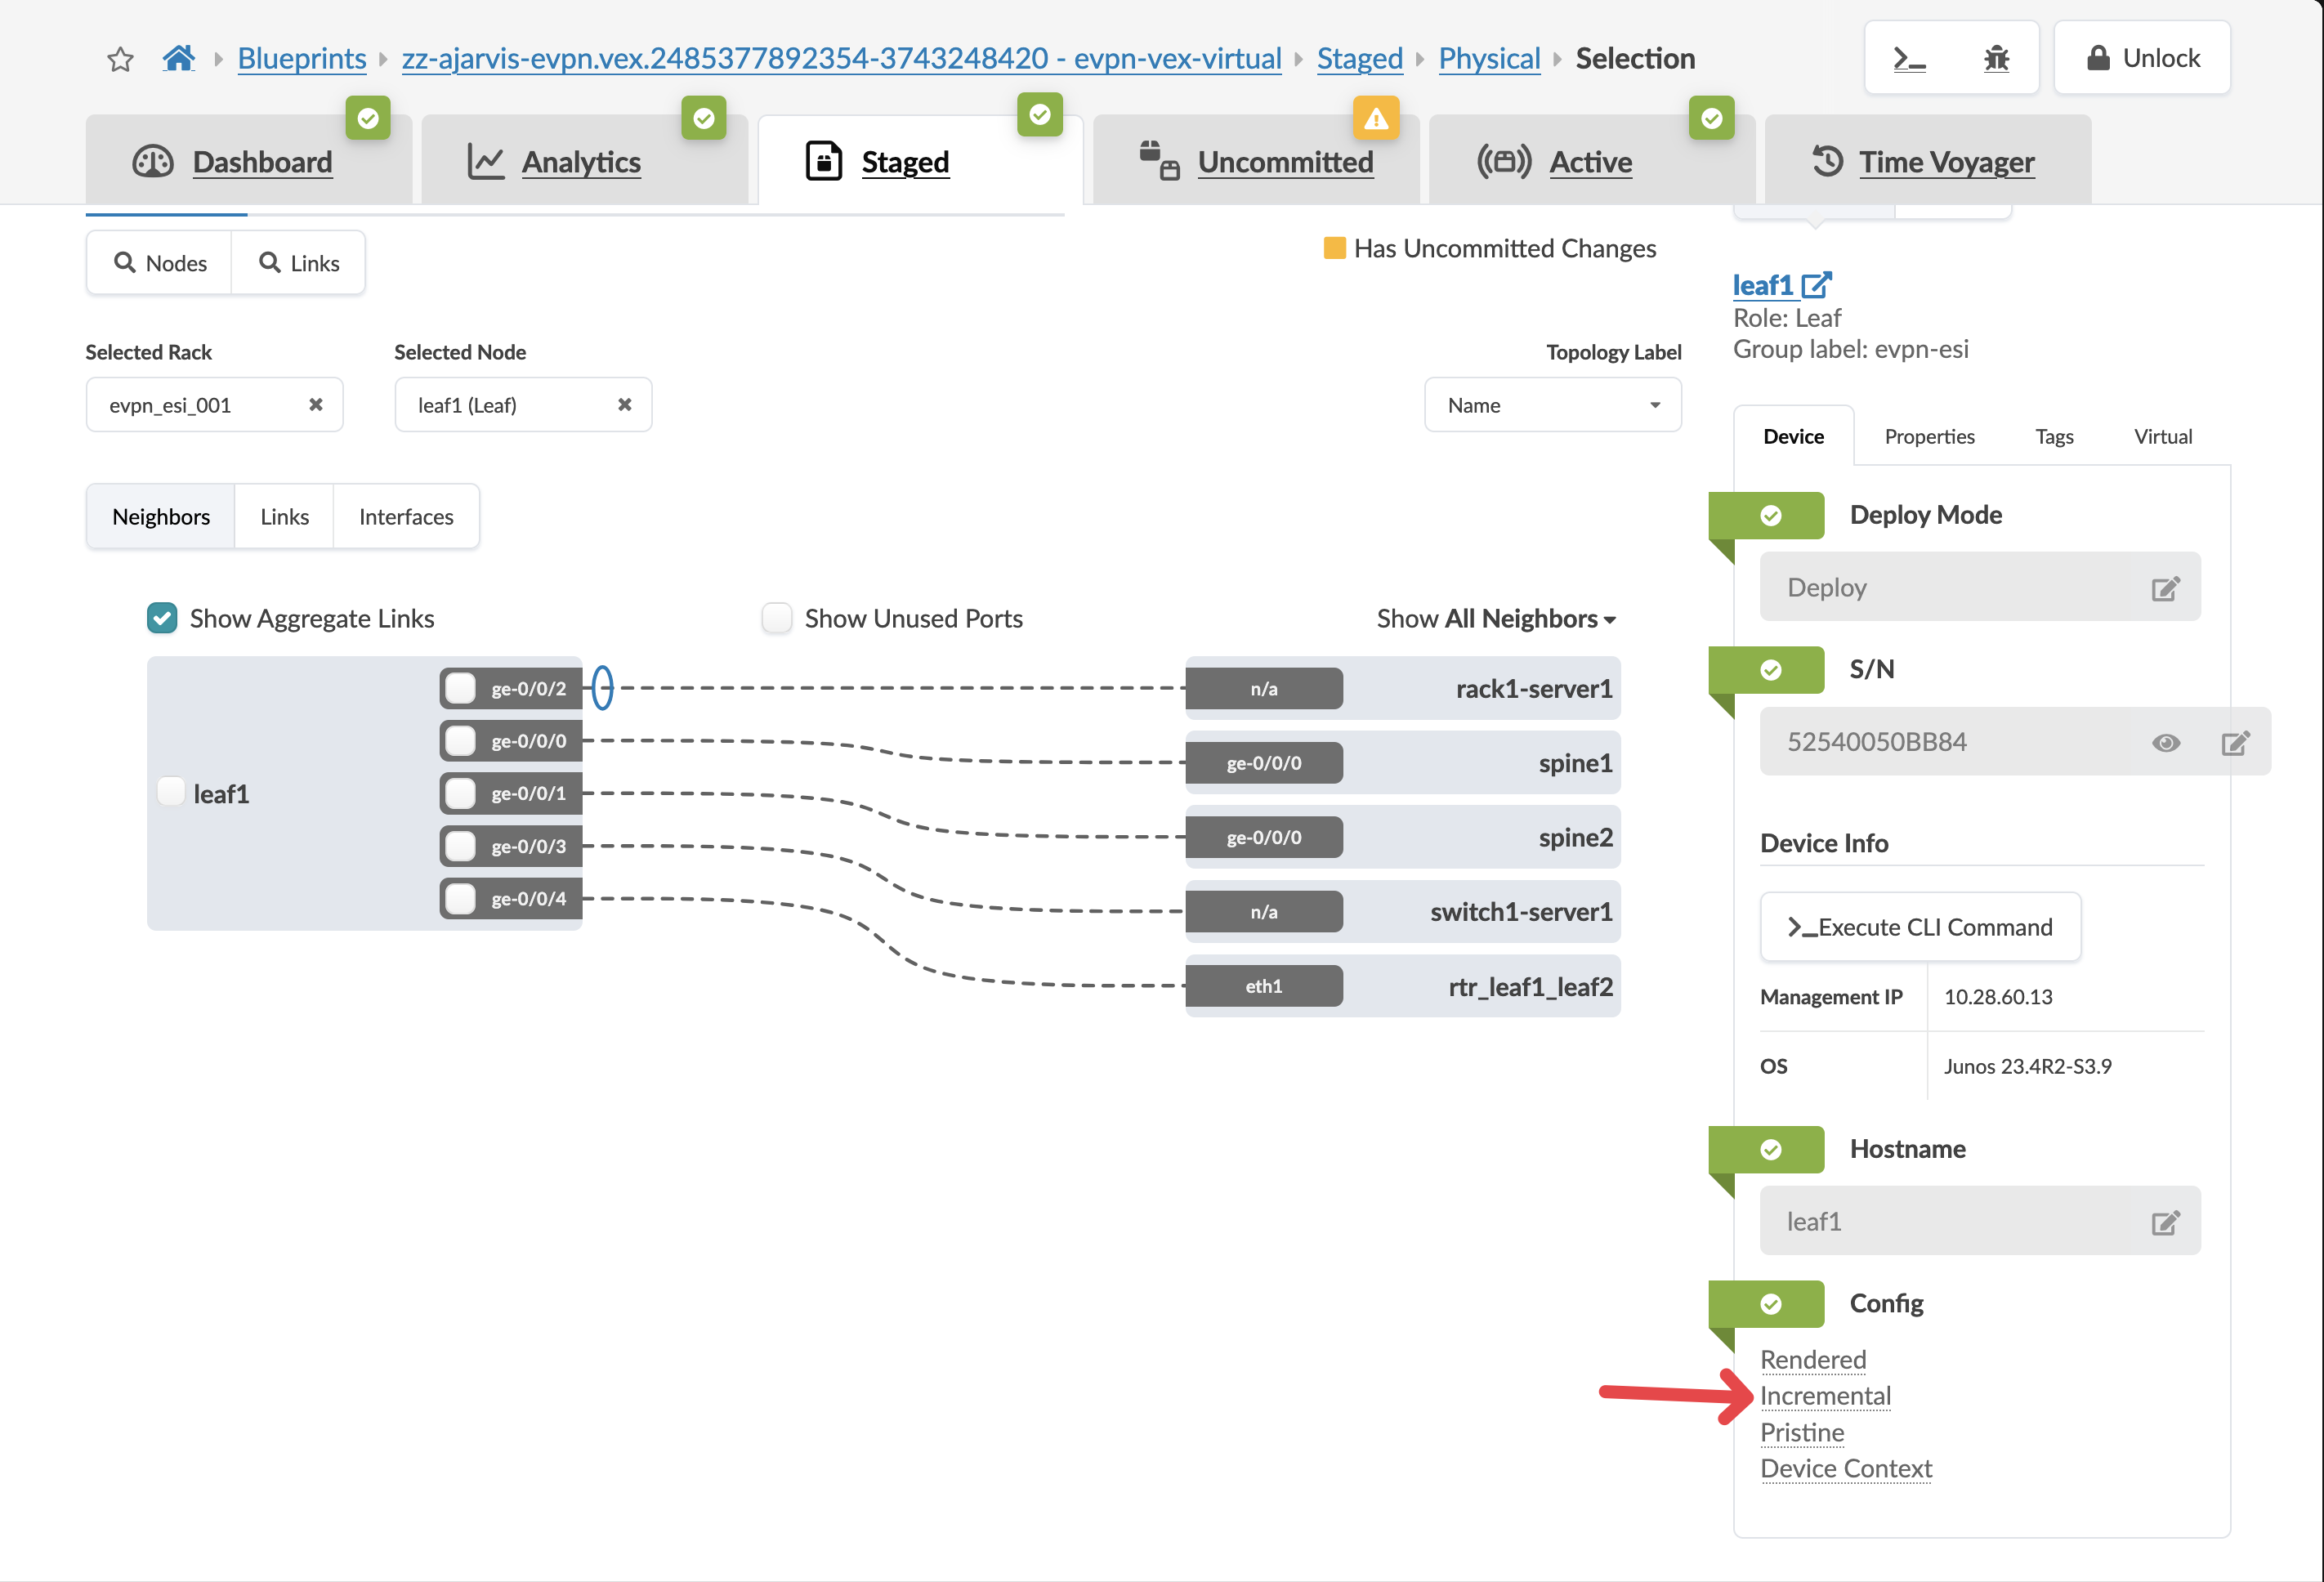 Blueprints zz-ajarvis-evpn.vex.2485377892354-3743248420 - evpn-vex-virtual Staged Physical Selection
Unlock
Dashboard
Analytics
Staged
Uncommitted
Active
Time Voyager
Nodes
Links
Has Uncommitted Changes
Selected Rack
Selected Node
Topology Label
evpn_esi_001
leaf1 (Leaf)
Name
Neighbors
Links
Interfaces
Show Aggregate Links
Show Unused Ports
Show All Neighbors
leaf1
ge-0/0/2
ge-0/0/0
ge-0/0/1
ge-0/0/3
ge-0/0/4
n/a rack1-server1
ge-0/0/0 spine1
ge-0/0/0 spine2
n/a switch1-server1
eth1 rtr_leaf1_leaf2
leaf1
Role: Leaf
Group label: evpn-esi
Device
Properties
Tags
Virtual
Deploy Mode
Deploy
S/N
52540050BB84
Device Info
Execute CLI Command
Management IP 10.28.60.13
OS Junos 23.4R2-S3.9
Hostname
leaf1
Config
Rendered
Incremental
Pristine
Device Context